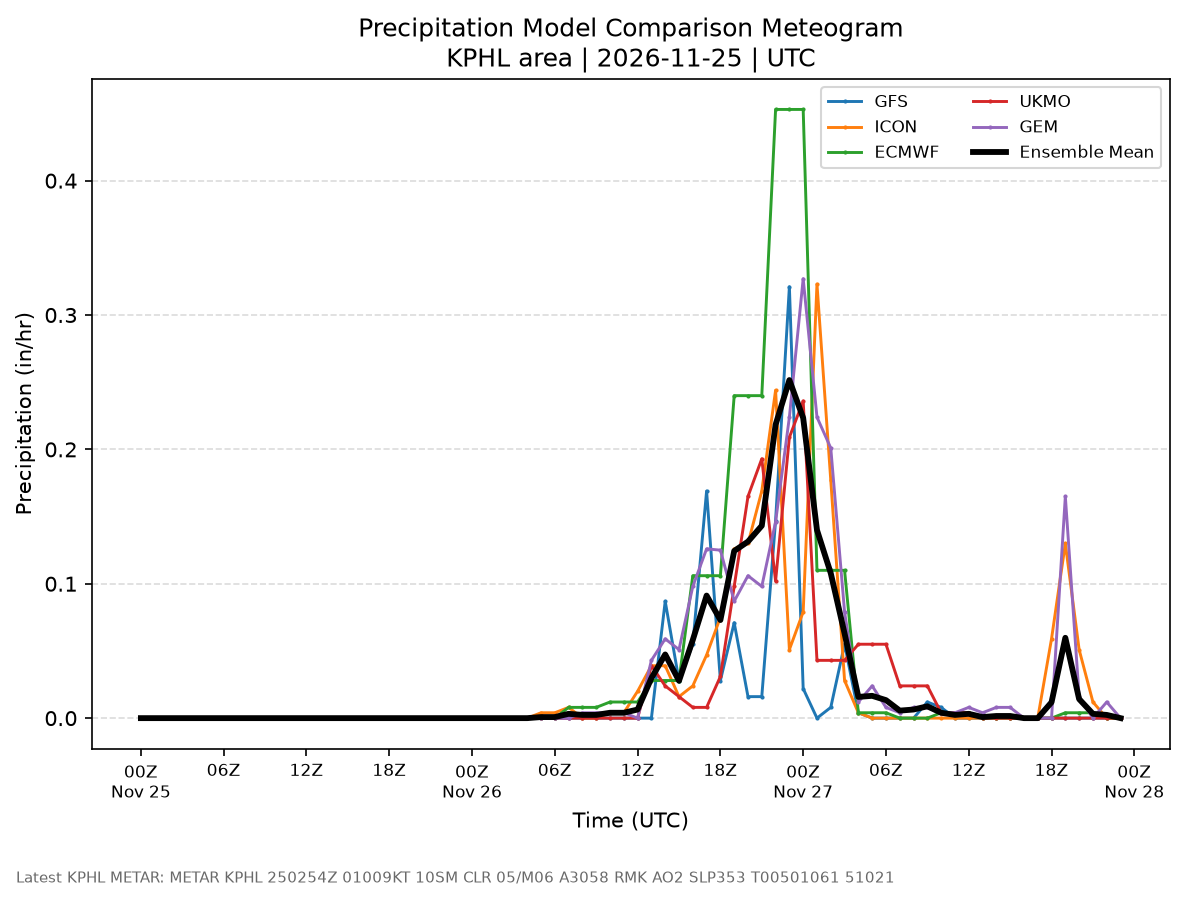 Precipitation Model Comparison Meteogram
KPHL area | 2026-11-25 | UTC
GFS
ICON
ECMWF
UKMO
GEM
Ensemble Mean
Precipitation (in/hr)
0.4
0.3
0.2
0.1
0.0
00Z 06Z 12Z 18Z 00Z 06Z 12Z 18Z 00Z 06Z 12Z 18Z 00Z
Nov 25 Nov 26 Nov 27 Nov 28
Time (UTC)
Latest KPHL METAR: METAR KPHL 250254Z 01009KT 10SM CLR 05/M06 A3058 RMK AO2 SLP353 T00501061 51021